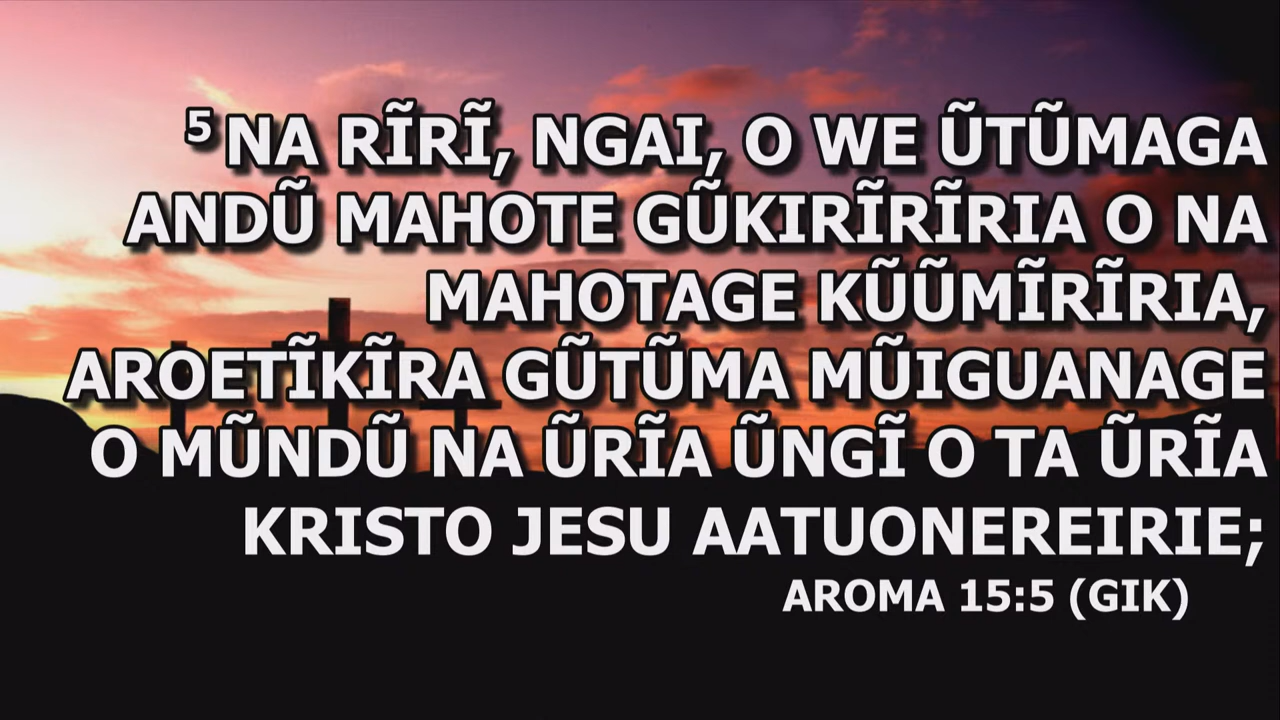 ⁵ NA RĨRĨ, NGAI, O WE ŨTŨMAGA
ANDŨ MAHOTE GŨKIRĨRĨRIA O NA
MAHOTAGE KŨŨMĨRĨRIA,
AROETĨKĨRA GŨTŨMA MŨIGUANAGE
O MŨNDŨ NA ŨRĨA ŨNGĨ O TA ŨRĨA
KRISTO JESU AATUONEREIRIE;
AROMA 15:5 (GIK)